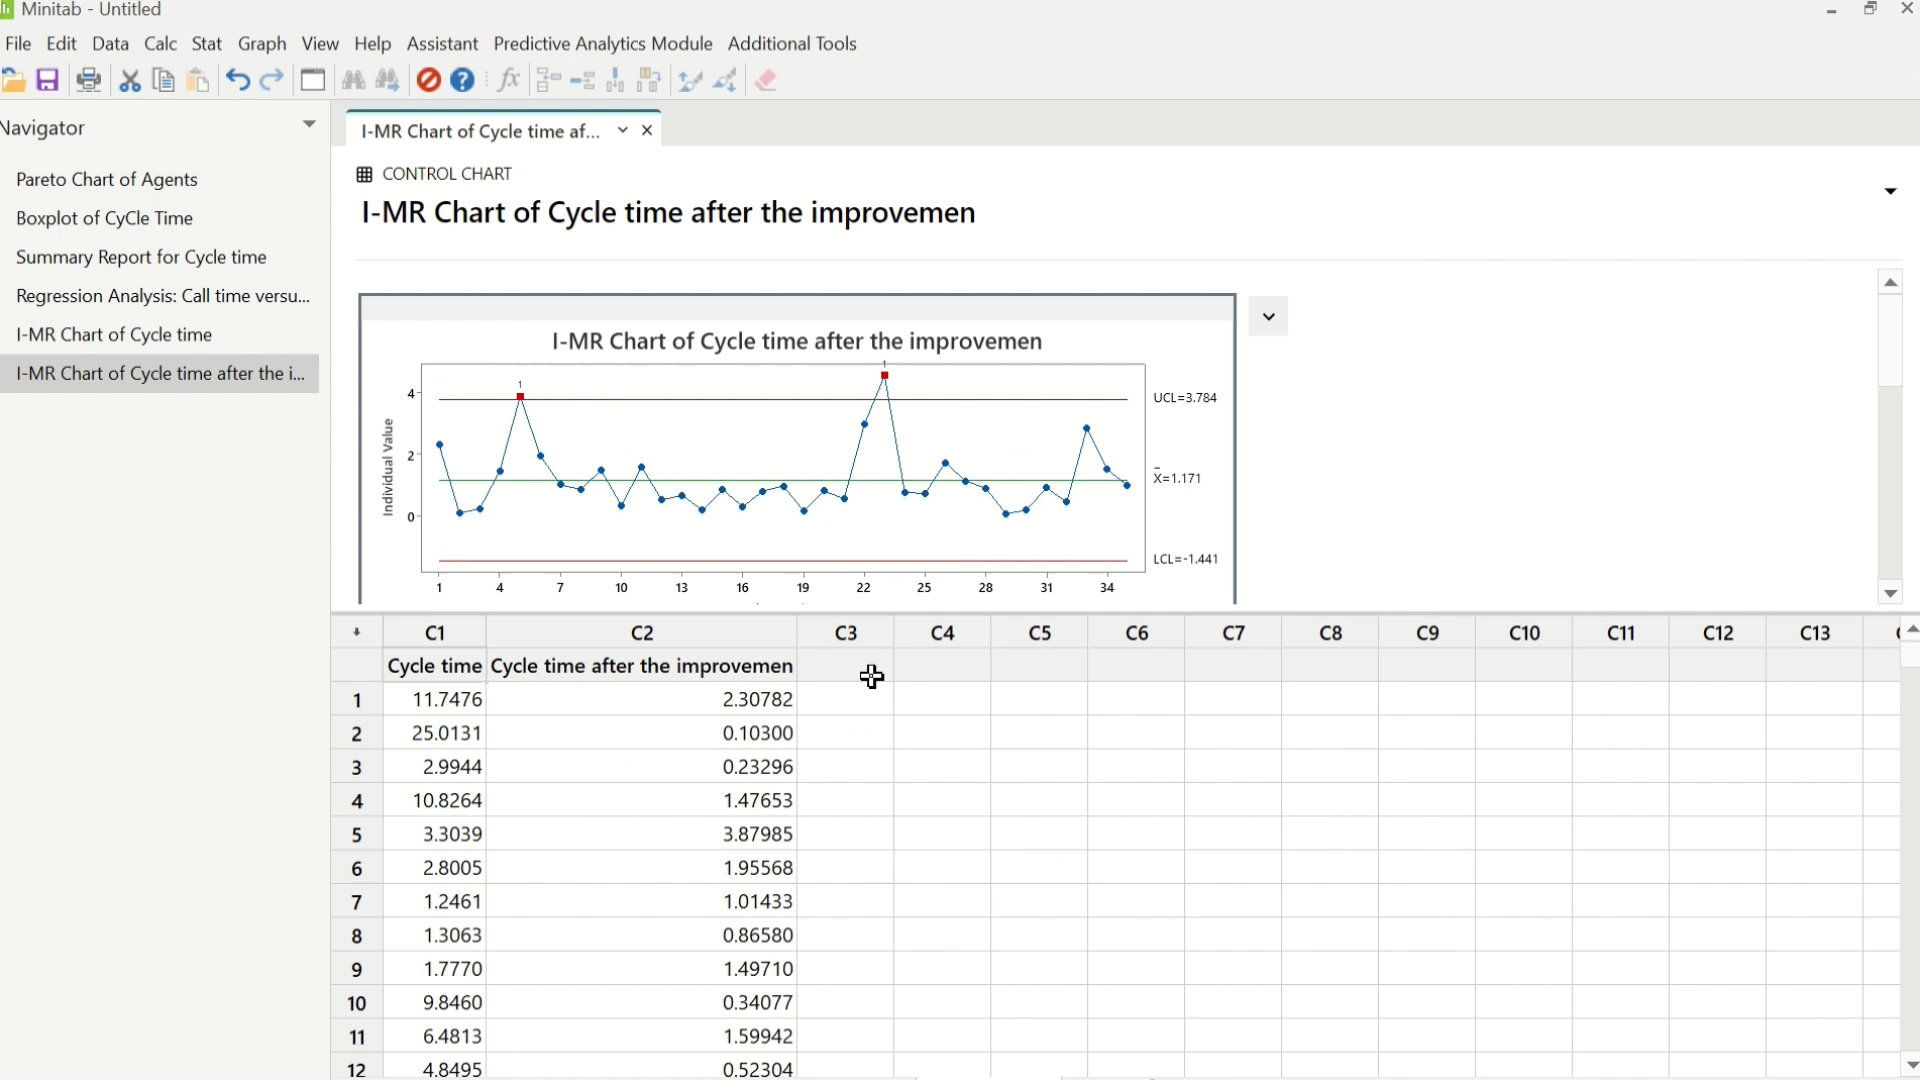 Minitab - Untitled
File Edit Data Calc Stat Graph View Help Assistant Predictive Analytics Module Additional Tools
Navigator
Pareto Chart of Agents
Boxplot of CyCle Time
Summary Report for Cycle time
Regression Analysis: Call time versu...
I-MR Chart of Cycle time
I-MR Chart of Cycle time after the i...
I-MR Chart of Cycle time af...
CONTROL CHART
I-MR Chart of Cycle time after the improvemen
I-MR Chart of Cycle time after the improvemen
Individual Value
4
2
0
1
1
UCL=3.784
X̄=1.171
LCL=-1.441
1 4 7 10 13 16 19 22 25 28 31 34
C1 C2 C3 C4 C5 C6 C7 C8 C9 C10 C11 C12 C13
Cycle time Cycle time after the improvemen
1 11.7476 2.30782
2 25.0131 0.10300
3 2.9944 0.23296
4 10.8264 1.47653
5 3.3039 3.87985
6 2.8005 1.95568
7 1.2461 1.01433
8 1.3063 0.86580
9 1.7770 1.49710
10 9.8460 0.34077
11 6.4813 1.59942
12 4.8495 0.52304